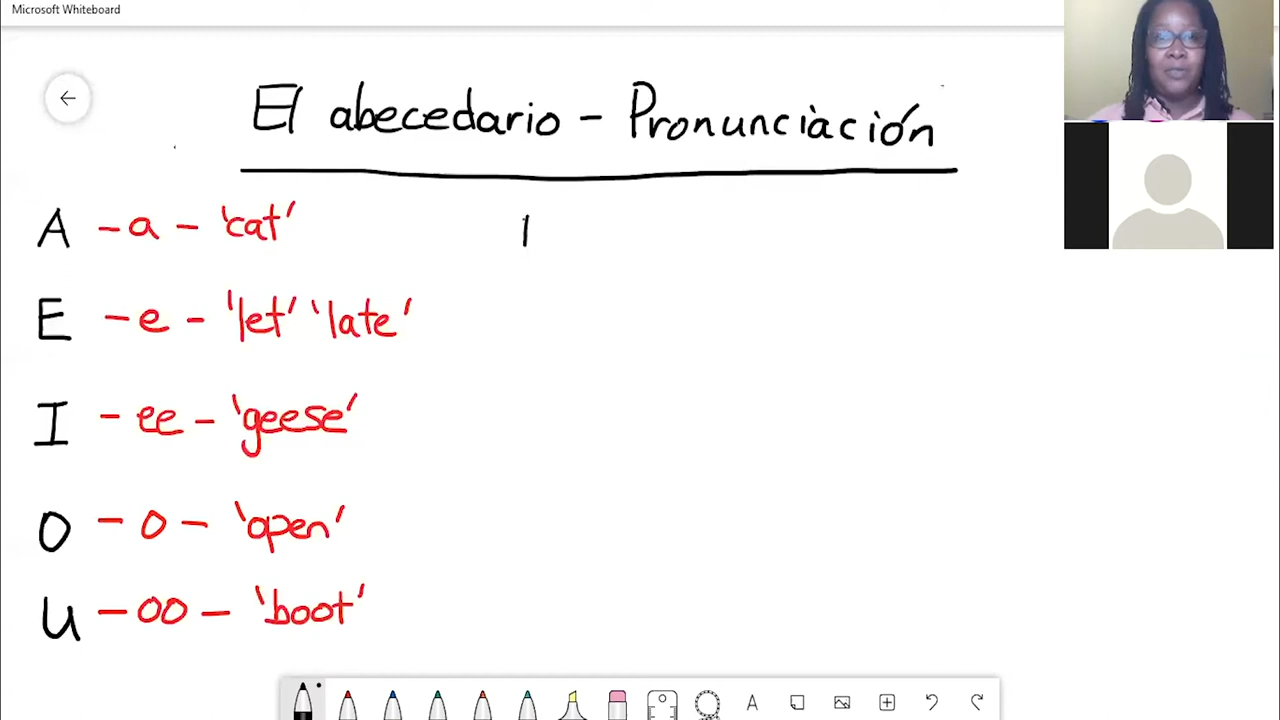 Microsoft Whiteboard
El abecedario - Pronunciación
A - a - 'cat'
E - e - 'let' 'late'
I - ee - 'geese'
O - o - 'open'
U - oo - 'boot'
A